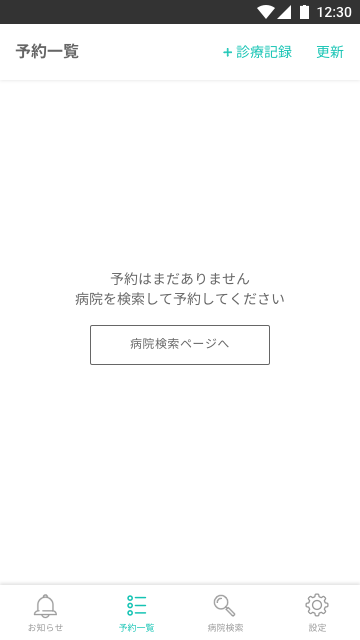 12:30
予約一覧
+ 診療記録
更新
予約はまだありません
病院を検索して予約してください
病院検索ページへ
お知らせ
予約一覧
病院検索
設定